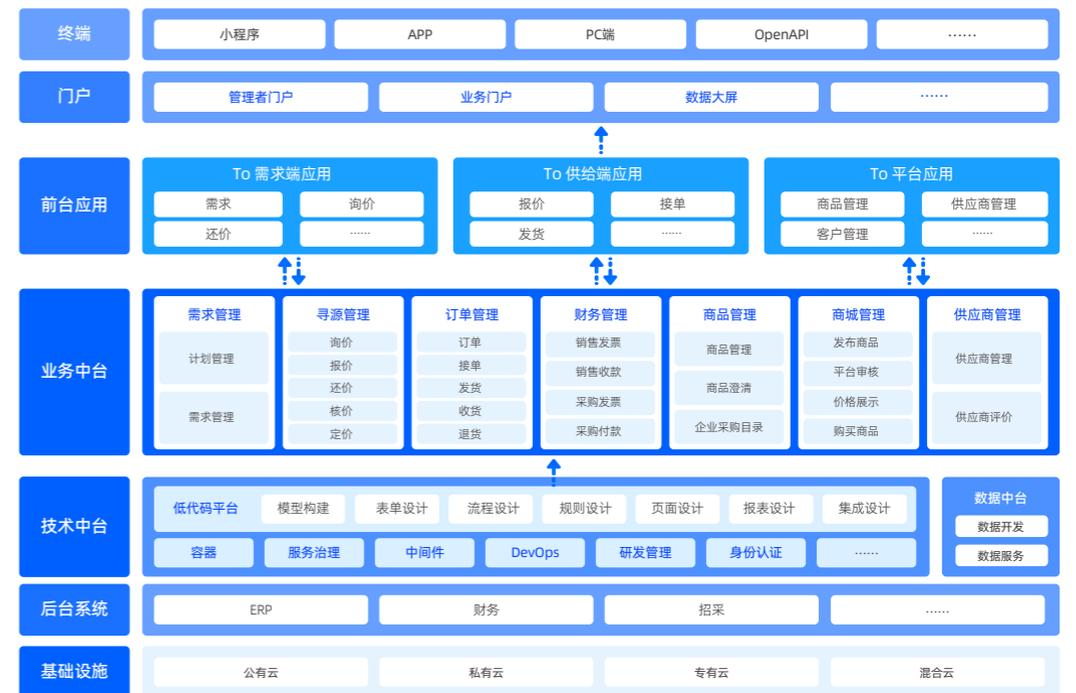 终端
小程序
APP
PC端
OpenAPI
······
门户
管理者门户
业务门户
数据大屏
······
前台应用
To 需求端应用
需求
询价
还价
······
To 供给端应用
报价
接单
发货
······
To 平台应用
商品管理
供应商管理
客户管理
······
业务中台
需求管理
计划管理
需求管理
寻源管理
询价
报价
还价
核价
定价
订单管理
订单
接单
发货
收货
退货
财务管理
销售发票
销售收款
采购发票
采购付款
商品管理
商品管理
商品澄清
企业采购目录
商城管理
发布商品
平台审核
价格展示
购买商品
供应商管理
供应商管理
供应商评价
技术中台
低代码平台
模型构建
表单设计
流程设计
规则设计
页面设计
报表设计
集成设计
容器
服务治理
中间件
DevOps
研发管理
身份认证
······
数据中台
数据开发
数据服务
后台系统
ERP
财务
招采
······
基础设施
公有云
私有云
专有云
混合云